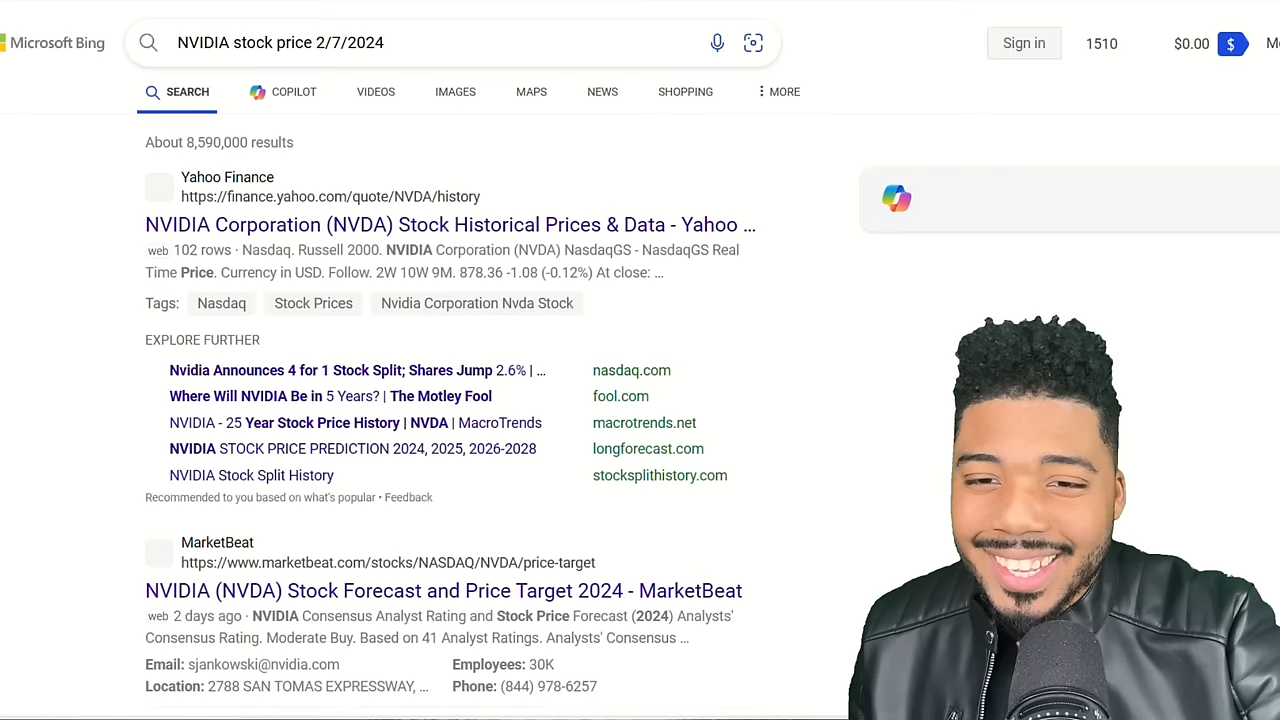 Microsoft Bing
NVIDIA stock price 2/7/2024
Sign in
1510
$0.00
$
SEARCH
COPILOT
VIDEOS
IMAGES
MAPS
NEWS
SHOPPING
MORE
About 8,590,000 results
Yahoo Finance
https://finance.yahoo.com/quote/NVDA/history
NVIDIA Corporation (NVDA) Stock Historical Prices & Data - Yahoo ...
web 102 rows · Nasdaq. Russell 2000. NVIDIA Corporation (NVDA) NasdaqGS - NasdaqGS Real
Time Price. Currency in USD. Follow. 2W 10W 9M. 878.36 -1.08 (-0.12%) At close: ...
Tags: Nasdaq Stock Prices Nvidia Corporation Nvda Stock
EXPLORE FURTHER
Nvidia Announces 4 for 1 Stock Split; Shares Jump 2.6% | ... nasdaq.com
Where Will NVIDIA Be in 5 Years? | The Motley Fool fool.com
NVIDIA - 25 Year Stock Price History | NVDA | MacroTrends macrotrends.net
NVIDIA STOCK PRICE PREDICTION 2024, 2025, 2026-2028 longforecast.com
NVIDIA Stock Split History stocksplithistory.com
Recommended to you based on what's popular • Feedback
MarketBeat
https://www.marketbeat.com/stocks/NASDAQ/NVDA/price-target
NVIDIA (NVDA) Stock Forecast and Price Target 2024 - MarketBeat
web 2 days ago · NVIDIA Consensus Analyst Rating and Stock Price Forecast (2024) Analysts'
Consensus Rating. Moderate Buy. Based on 41 Analyst Ratings. Analysts' Consensus ...
Email: sjankowski@nvidia.com Employees: 30K
Location: 2788 SAN TOMAS EXPRESSWAY, ... Phone: (844) 978-6257